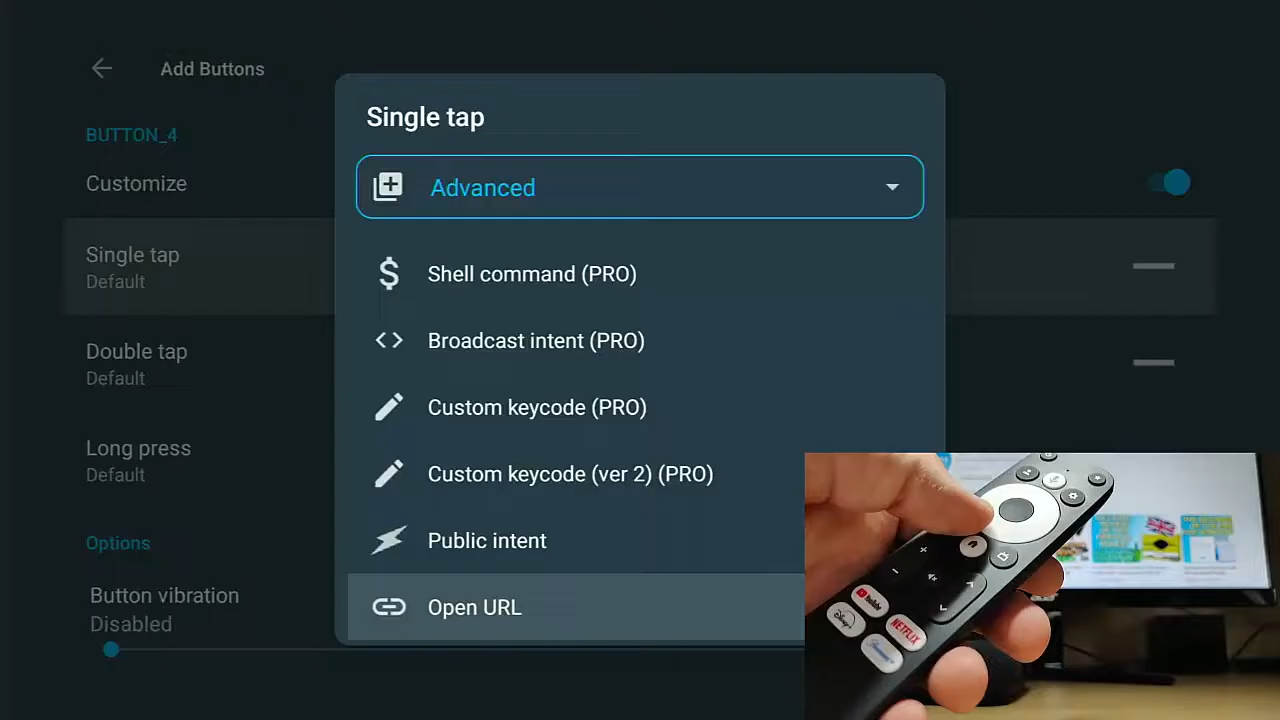 Add Buttons
BUTTON_4
Customize
Single tap
Default
Double tap
Default
Long press
Default
Options
Button vibration
Disabled
Single tap
Advanced
Shell command (PRO)
Broadcast intent (PRO)
Custom keycode (PRO)
Custom keycode (ver 2) (PRO)
Public intent
Open URL
YouTube
Disney+
NETFLIX